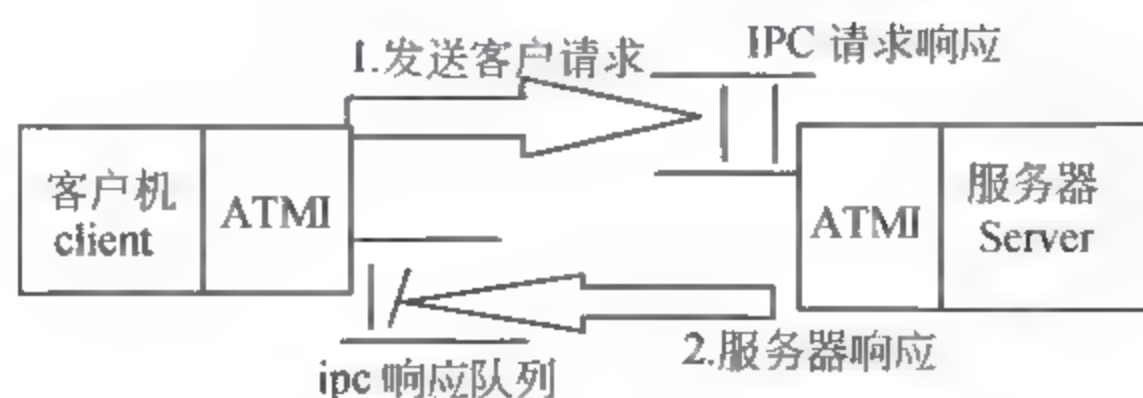 1.发送客户请求
IPC 请求响应
客户机
client
ATMI
ATMI
服务器
Server
2.服务器响应
ipc 响应队列